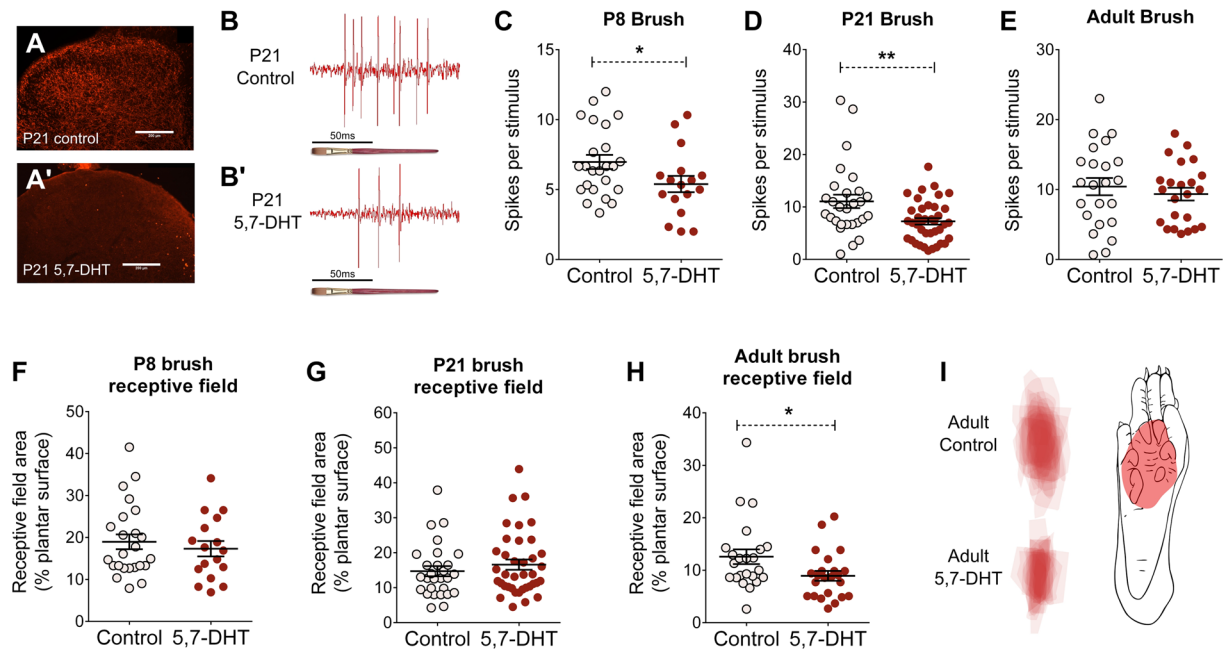 A
P21 control
200 µm
A'
P21 5,7-DHT
200 µm
B
P21
Control
50ms
B'
P21
5,7-DHT
50ms
C
P8 Brush
*
Spikes per stimulus
15
10
5
0
Control
5,7-DHT
D
P21 Brush
**
Spikes per stimulus
40
30
20
10
0
Control
5,7-DHT
E
Adult Brush
Spikes per stimulus
30
20
10
0
Control
5,7-DHT
F
P8 brush
receptive field
Receptive field area
(% plantar surface)
50
40
30
20
10
0
Control
5,7-DHT
G
P21 brush
receptive field
Receptive field area
(% plantar surface)
60
50
40
30
20
10
0
Control
5,7-DHT
H
Adult brush
receptive field
*
Receptive field area
(% plantar surface)
40
30
20
10
0
Control
5,7-DHT
I
Adult
Control
Adult
5,7-DHT